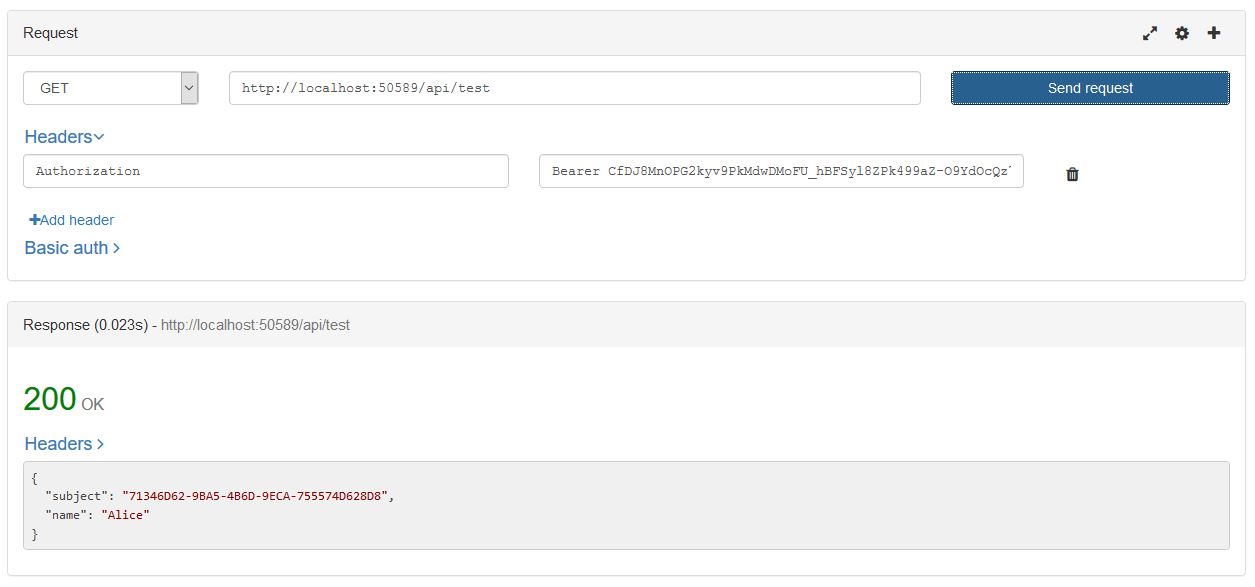 Request
GET http://localhost:50589/api/test Send request
Headers
Authorization Bearer CfDJ8MnOPG2kyv9PkMdwDMoFU_hBFSyl8ZPk499aZ-O9YdOcQz
Add header
Basic auth
Response (0.023s) - http://localhost:50589/api/test
200 OK
Headers
{
"subject": "71346D62-9BA5-4B6D-9ECA-755574D628D8",
"name": "Alice"
}